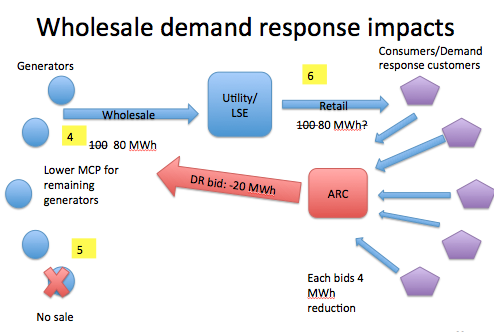 Wholesale demand response impacts
Generators
Consumers/Demand
response customers
6
Utility/
LSE
Wholesale
Retail
4
100 80 MWh
100 80 MWh?
Lower MCP for
remaining
generators
DR bid: -20 MWh
ARC
5
Each bids 4
MWh
reduction
No sale